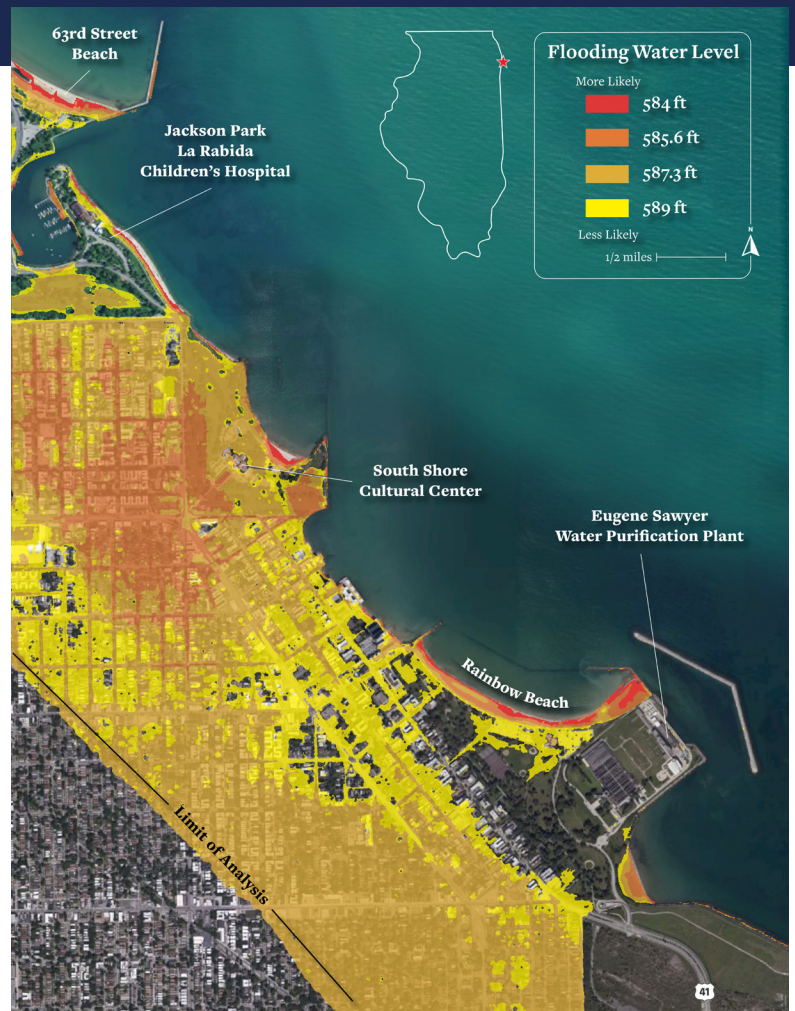 63rd Street
Beach
Jackson Park
La Rabida
Children’s Hospital
Flooding Water Level
More Likely
584 ft
585.6 ft
587.3 ft
589 ft
Less Likely
N
1/2 miles
South Shore
Cultural Center
Eugene Sawyer
Water Purification Plant
Rainbow Beach
Limit of Analysis
41